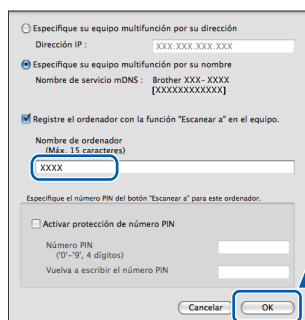 Especifique su equipo multifunción por su dirección
Dirección IP : XXX.XXX.XXX.XXX
Especifique su equipo multifunción por su nombre
Nombre de servicio mDNS : Brother XXX- XXXX
[XXXXXXXXXXXX]
Registre el ordenador con la función "Escanear a" en el equipo.
Nombre de ordenador
(Máx. 15 caracteres)
XXXX
Especifique el número PIN del botón "Escanear a" para este ordenador.
Activar protección de número PIN
Número PIN
('0'-'9', 4 dígitos)
Vuelva a escribir el número PIN
Cancelar OK